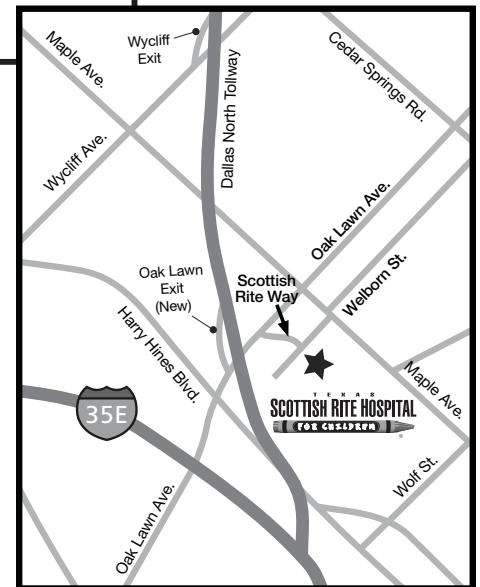 Wycliff
Exit
Maple Ave.
Cedar Springs Rd.
Dallas North Tollway
Wycliff Ave.
Oak Lawn Ave.
Welborn St.
Oak Lawn
Exit
(New)
Scottish
Rite Way
Harry Hines Blvd.
35E
Maple Ave.
TEXAS
SCOTTISH RITE HOSPITAL
FOR CHILDREN
Wolf St.
Oak Lawn Ave.